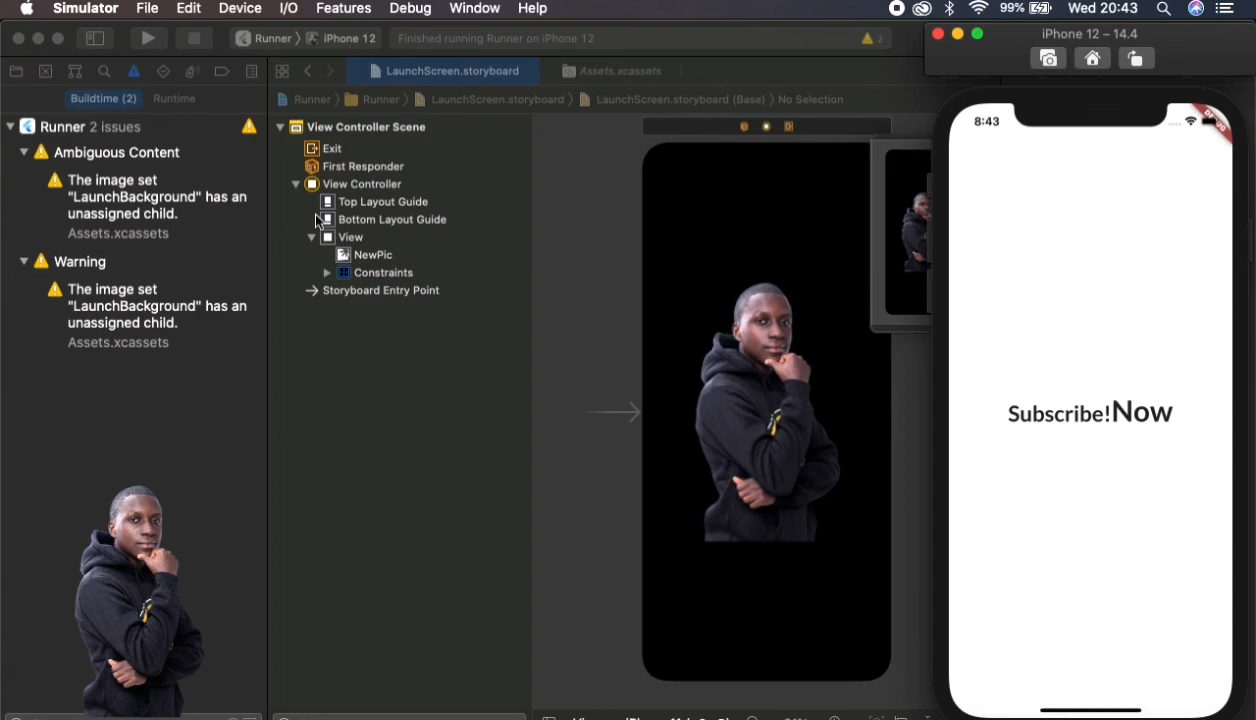 Simulator File Edit Device I/O Features Debug Window Help 99% Wed 20:43
Runner iPhone 12 Finished running Runner on iPhone 12 2
iPhone 12 – 14.4
LaunchScreen.storyboard Assets.xcassets
Buildtime (2) Runtime
Runner Runner LaunchScreen.storyboard LaunchScreen.storyboard (Base) No Selection
Runner 2 issues
Ambiguous Content
The image set
"LaunchBackground" has an
unassigned child.
Assets.xcassets
Warning
The image set
"LaunchBackground" has an
unassigned child.
Assets.xcassets
View Controller Scene
Exit
First Responder
View Controller
Top Layout Guide
Bottom Layout Guide
View
NewPic
Constraints
Storyboard Entry Point
8:43
DEBUG
Subscribe!Now